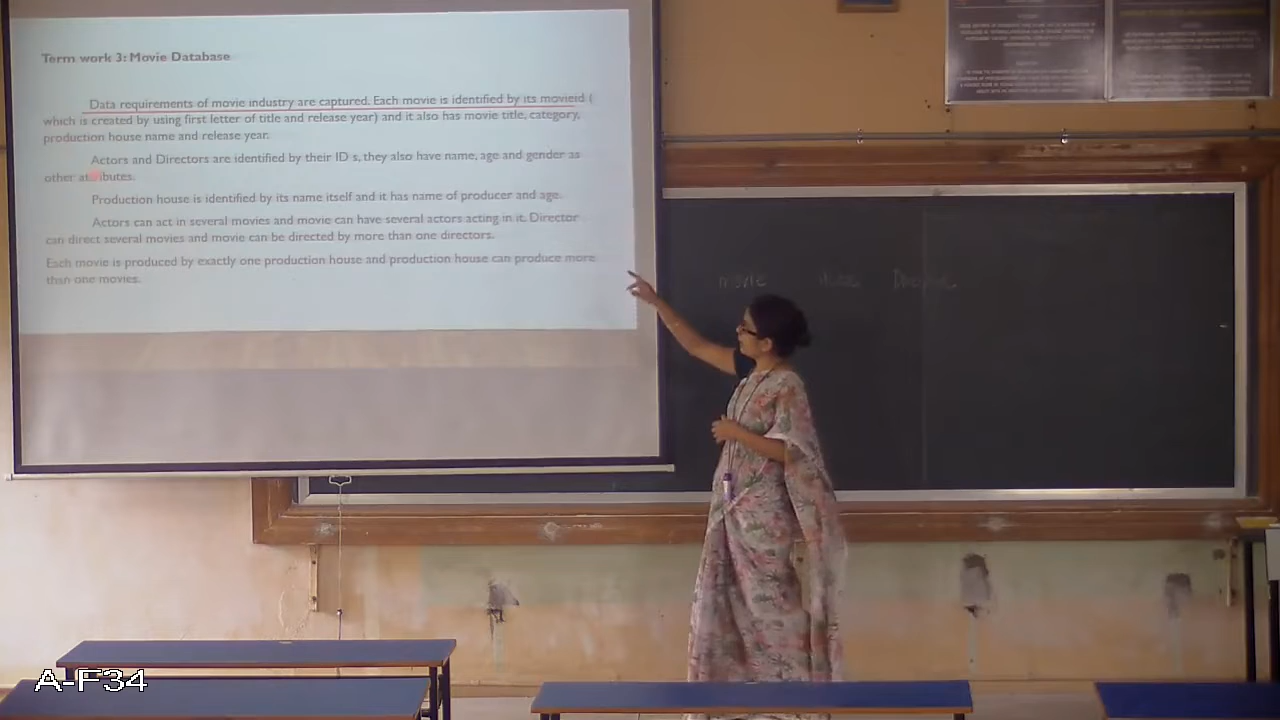 Term work 3: Movie Database
Data requirements of movie industry are captured. Each movie is identified by its movieid (
which is created by using first letter of title and release year) and it also has movie title, category,
production house name and release year.
Actors and Directors are identified by their ID s, they also have name, age and gender as
other attributes.
Production house is identified by its name itself and it has name of producer and age.
Actors can act in several movies and movie can have several actors acting in it. Director
can direct several movies and movie can be directed by more than one directors.
Each movie is produced by exactly one production house and production house can produce more
than one movies.
movie
A-F34